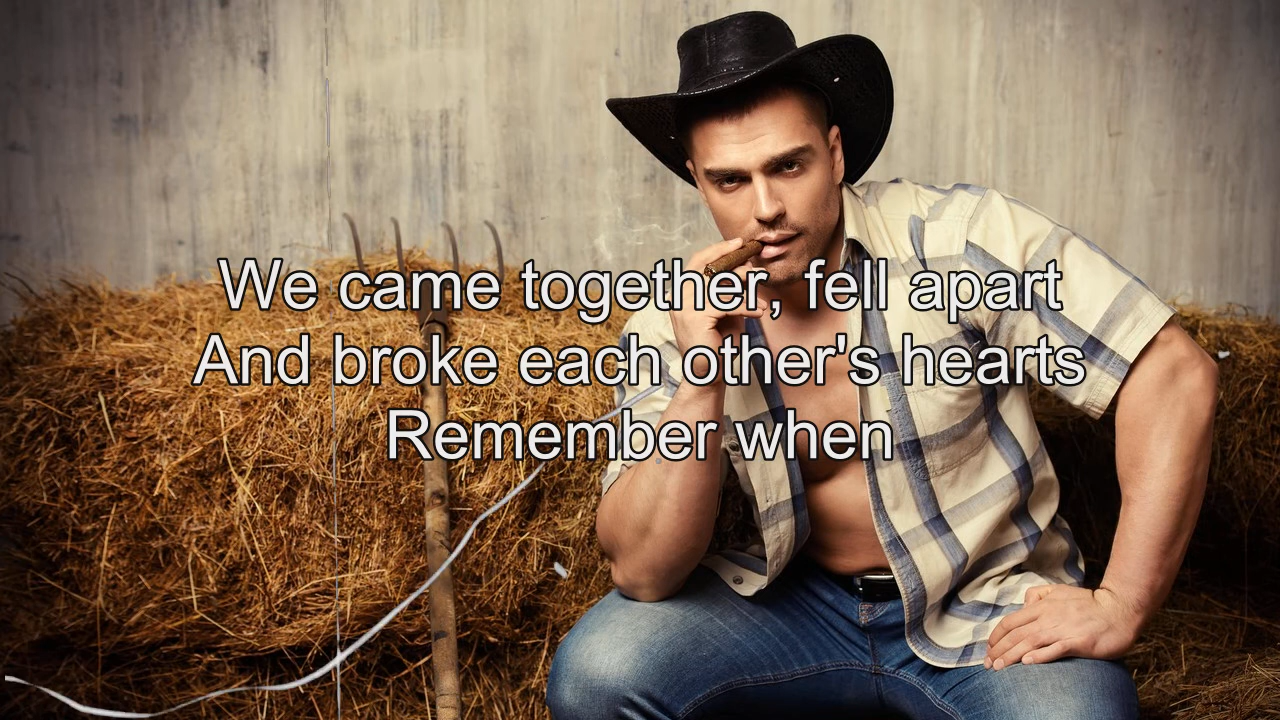 We came together, fell apart
And broke each other's hearts
Remember when